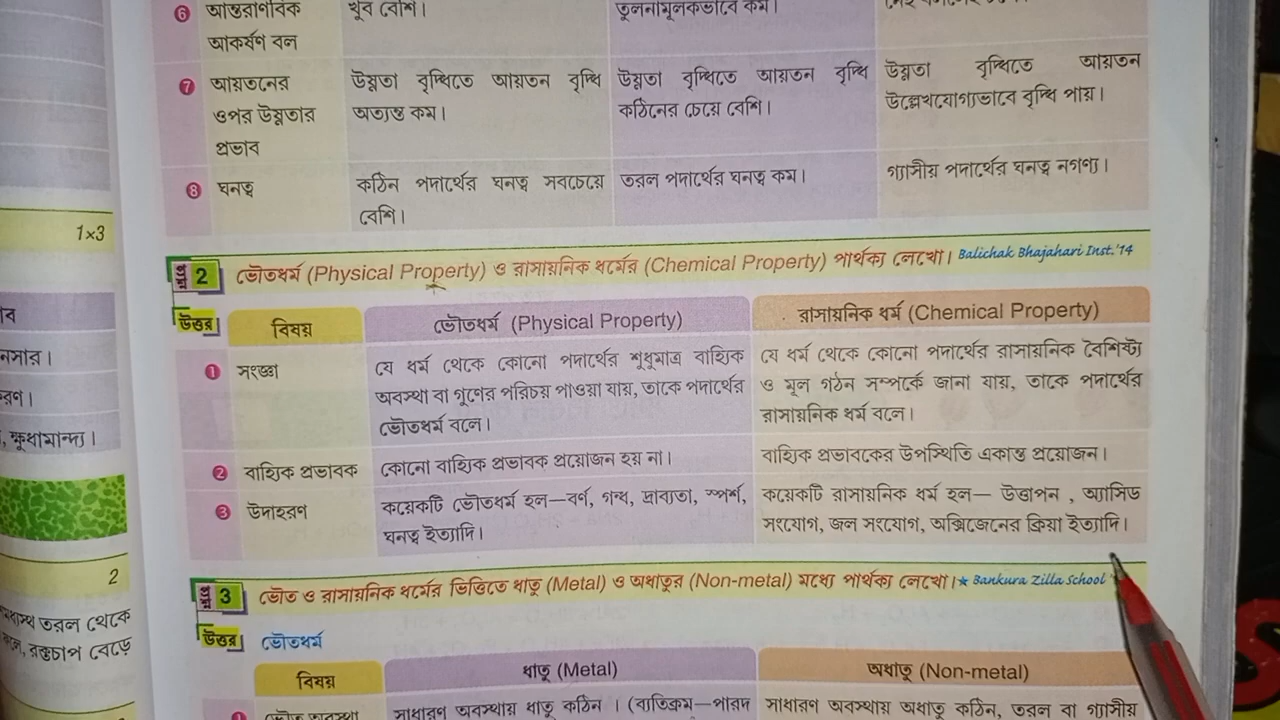 6 আন্তরাণবিক খুব বেশি। তুলনামূলকভাবে কম।
আকর্ষণ বল
7 আয়তনের উষ্ণতা বৃদ্ধিতে আয়তন বৃদ্ধি উষ্ণতা বৃদ্ধিতে আয়তন বৃদ্ধি উষ্ণতা বৃদ্ধিতে আয়তন
ওপর উষ্ণতার অত্যন্ত কম। কঠিনের চেয়ে বেশি। উল্লেখযোগ্যভাবে বৃদ্ধি পায়।
প্রভাব
8 ঘনত্ব কঠিন পদার্থের ঘনত্ব সবচেয়ে তরল পদার্থের ঘনত্ব কম। গ্যাসীয় পদার্থের ঘনত্ব নগণ্য।
বেশি।
1×3
প্রশ্ন 2 ভৌতধর্ম (Physical Property) ও রাসায়নিক ধর্মের (Chemical Property) পার্থক্য লেখো। Balichak Bhajahari Inst.'14
উত্তর বিষয় ভৌতধর্ম (Physical Property) রাসায়নিক ধর্ম (Chemical Property)
1 সংজ্ঞা যে ধর্ম থেকে কোনো পদার্থের শুধুমাত্র বাহ্যিক যে ধর্ম থেকে কোনো পদার্থের রাসায়নিক বৈশিষ্ট্য
অবস্থা বা গুণের পরিচয় পাওয়া যায়, তাকে পদার্থের ও মূল গঠন সম্পর্কে জানা যায়, তাকে পদার্থের
ভৌতধর্ম বলে। রাসায়নিক ধর্ম বলে।
2 বাহ্যিক প্রভাবক কোনো বাহ্যিক প্রভাবক প্রয়োজন হয় না। বাহ্যিক প্রভাবকের উপস্থিতি একান্ত প্রয়োজন।
3 উদাহরণ কয়েকটি ভৌতধর্ম হল—বর্ণ, গন্ধ, দ্রাব্যতা, স্পর্শ, কয়েকটি রাসায়নিক ধর্ম হল— উত্তাপন , অ্যাসিড
ঘনত্ব ইত্যাদি। সংযোগ, জল সংযোগ, অক্সিজেনের ক্রিয়া ইত্যাদি।
, ক্ষুধামান্দ্য।
2
তরল থেকে
রক্তচাপ বেড়ে
প্রশ্ন 3 ভৌত ও রাসায়নিক ধর্মের ভিত্তিতে ধাতু (Metal) ও অধাতুর (Non-metal) মধ্যে পার্থক্য লেখো। ★ Bankura Zilla School
উত্তর ভৌতধর্ম
বিষয় ধাতু (Metal) অধাতু (Non-metal)
ভৌত অবস্থা সাধারণ অবস্থায় ধাতু কঠিন । (ব্যতিক্রম—পারদ সাধারণ অবস্থায় অধাতু কঠিন, তরল বা গ্যাসীয়